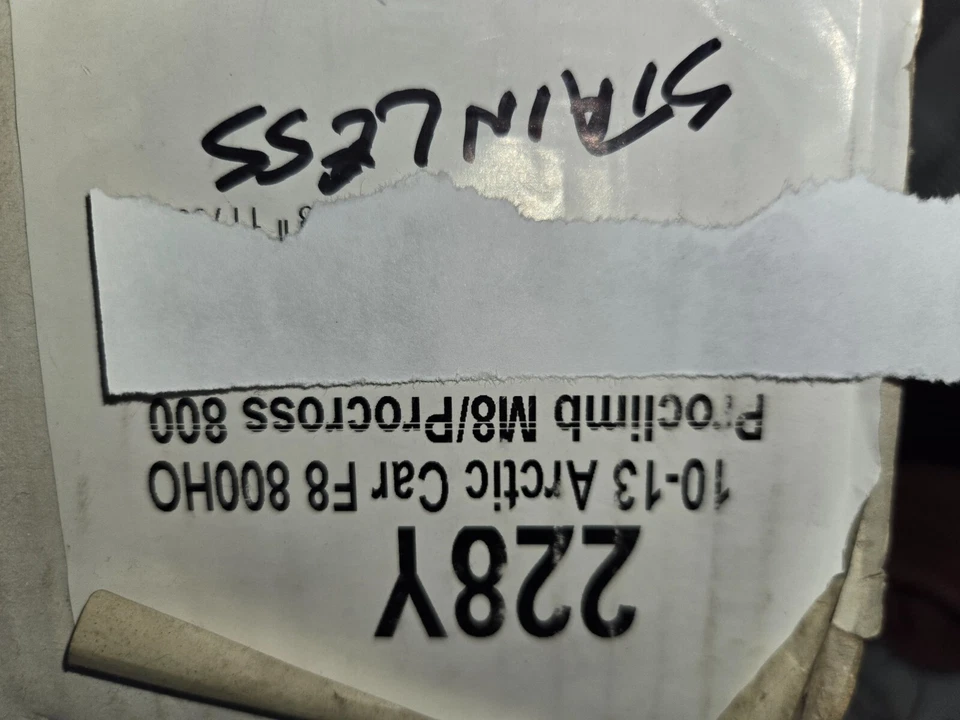 228Y
10-13 Arctic Car F8 800HO
Proclimb M8/Procross 800
STAINLESS